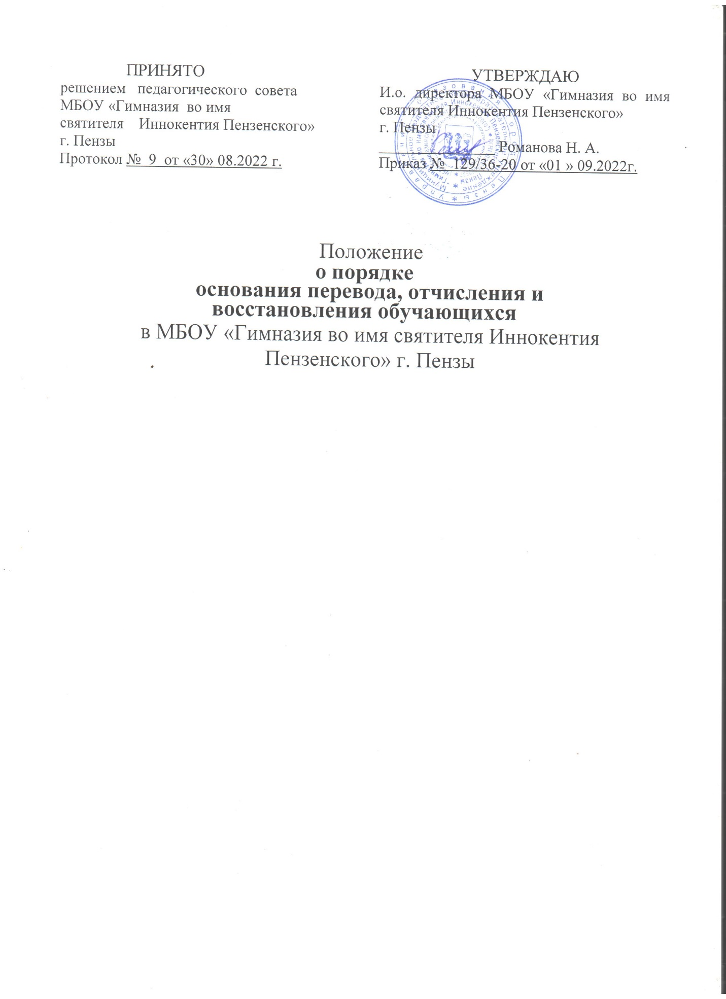 ПРИНЯТО
решением педагогического совета
МБОУ «Гимназия во имя
святителя Иннокентия Пензенского»
г. Пензы
Протокол № 9 от «30» 08.2022 г.
УТВЕРЖДАЮ
И.о. директора МБОУ «Гимназия во имя
святителя Иннокентия Пензенского»
г. Пензы
Романова Н. А.
Приказ № 129/36-20 от «01 » 09.2022г.
Положение
о порядке
основания перевода, отчисления и
восстановления обучающихся
в МБОУ «Гимназия во имя святителя Иннокентия
Пензенского» г. Пензы